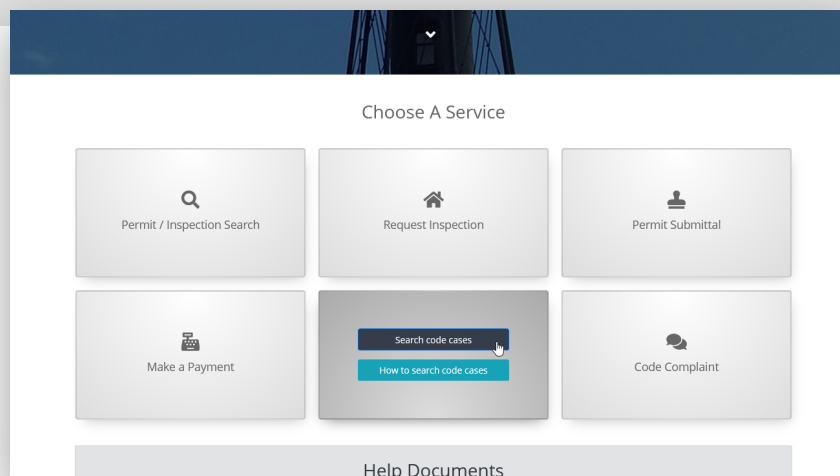 Choose A Service
Permit / Inspection Search
Request Inspection
Permit Submittal
Make a Payment
Search code cases
How to search code cases
Code Complaint
Help Documents